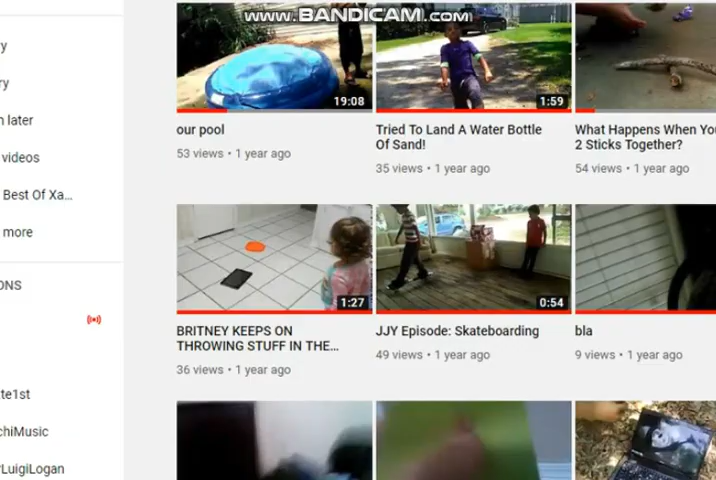 www.BANDICAM.com
y
ry
n later
videos
Best Of Xa...
more
ONS
te1st
chiMusic
LuigiLogan
19:08
our pool
53 views • 1 year ago
1:59
Tried To Land A Water Bottle
Of Sand!
35 views • 1 year ago
What Happens When You
2 Sticks Together?
54 views • 1 year ago
1:27
BRITNEY KEEPS ON
THROWING STUFF IN THE...
36 views • 1 year ago
0:54
JJY Episode: Skateboarding
49 views • 1 year ago
bla
9 views • 1 year ago